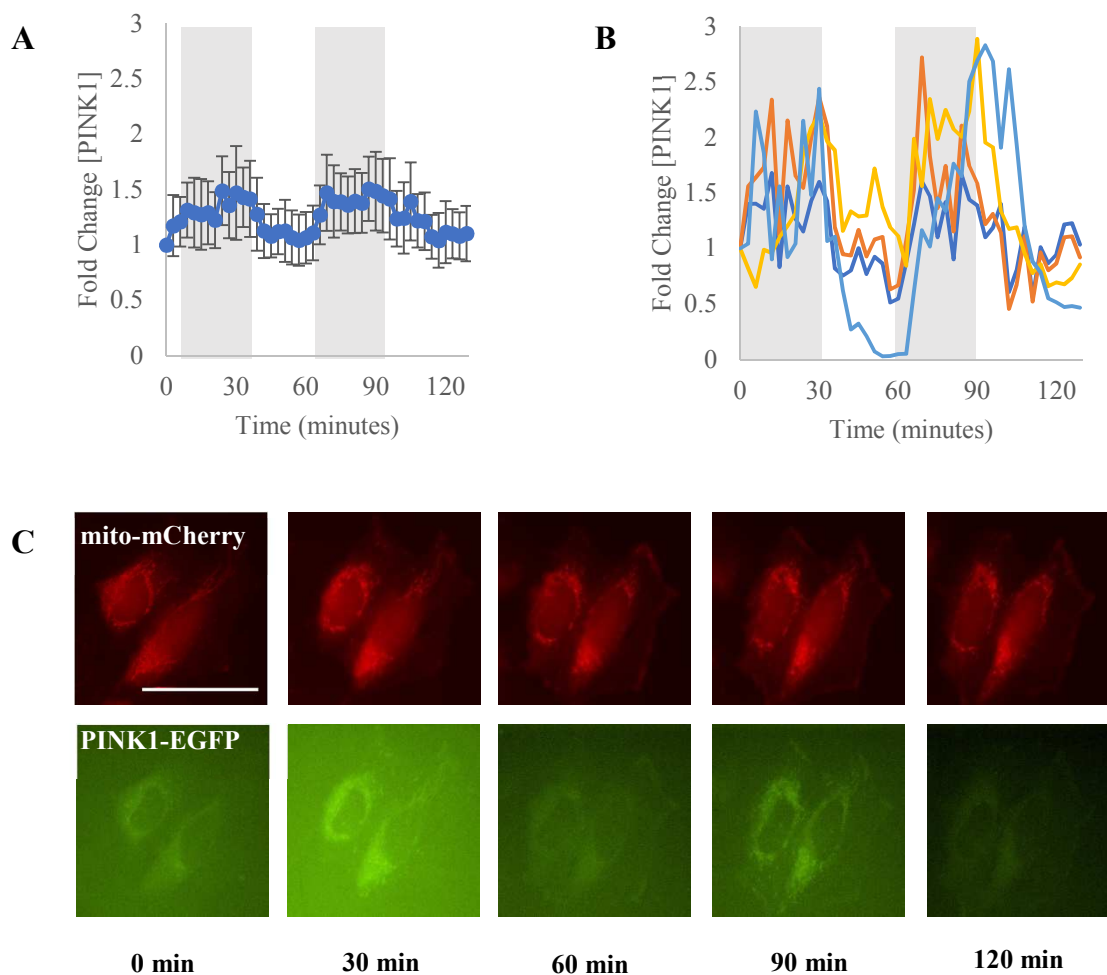 A
Fold Change [PINK1]
3
2.5
2
1.5
1
0.5
0
0 30 60 90 120
Time (minutes)
B
Fold Change [PINK1]
3
2.5
2
1.5
1
0.5
0
0 30 60 90 120
Time (minutes)
C
mito-mCherry
PINK1-EGFP
0 min 30 min 60 min 90 min 120 min